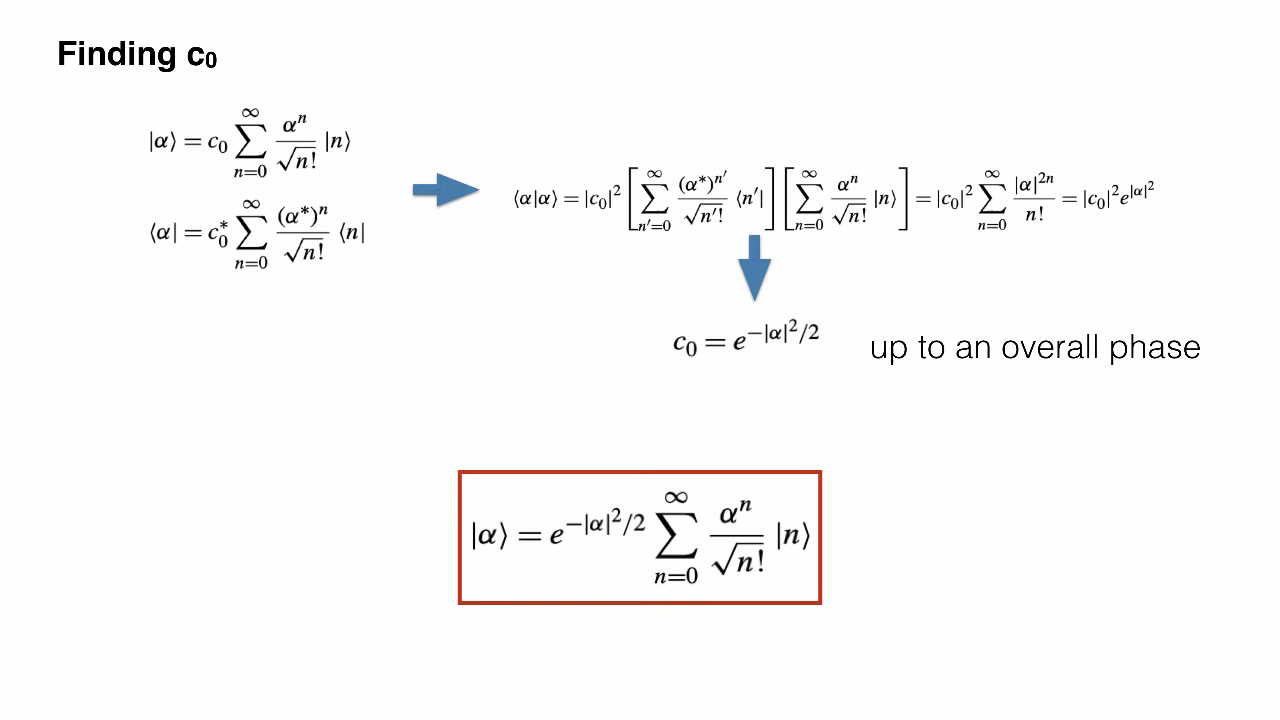 Finding c₀
|α⟩ = c₀ ∑_{n=0}^{∞} αⁿ/√n! |n⟩
⟨α| = c₀* ∑_{n=0}^{∞} (α*)ⁿ/√n! ⟨n|
⟨α|α⟩ = |c₀|² [∑_{n′=0}^{∞} (α*)^{n′}/√n′! ⟨n′|] [∑_{n=0}^{∞} αⁿ/√n! |n⟩] = |c₀|² ∑_{n=0}^{∞} |α|^{2n}/n! = |c₀|² e^{|α|²}
c₀ = e^{−|α|²/2} up to an overall phase
|α⟩ = e^{−|α|²/2} ∑_{n=0}^{∞} αⁿ/√n! |n⟩